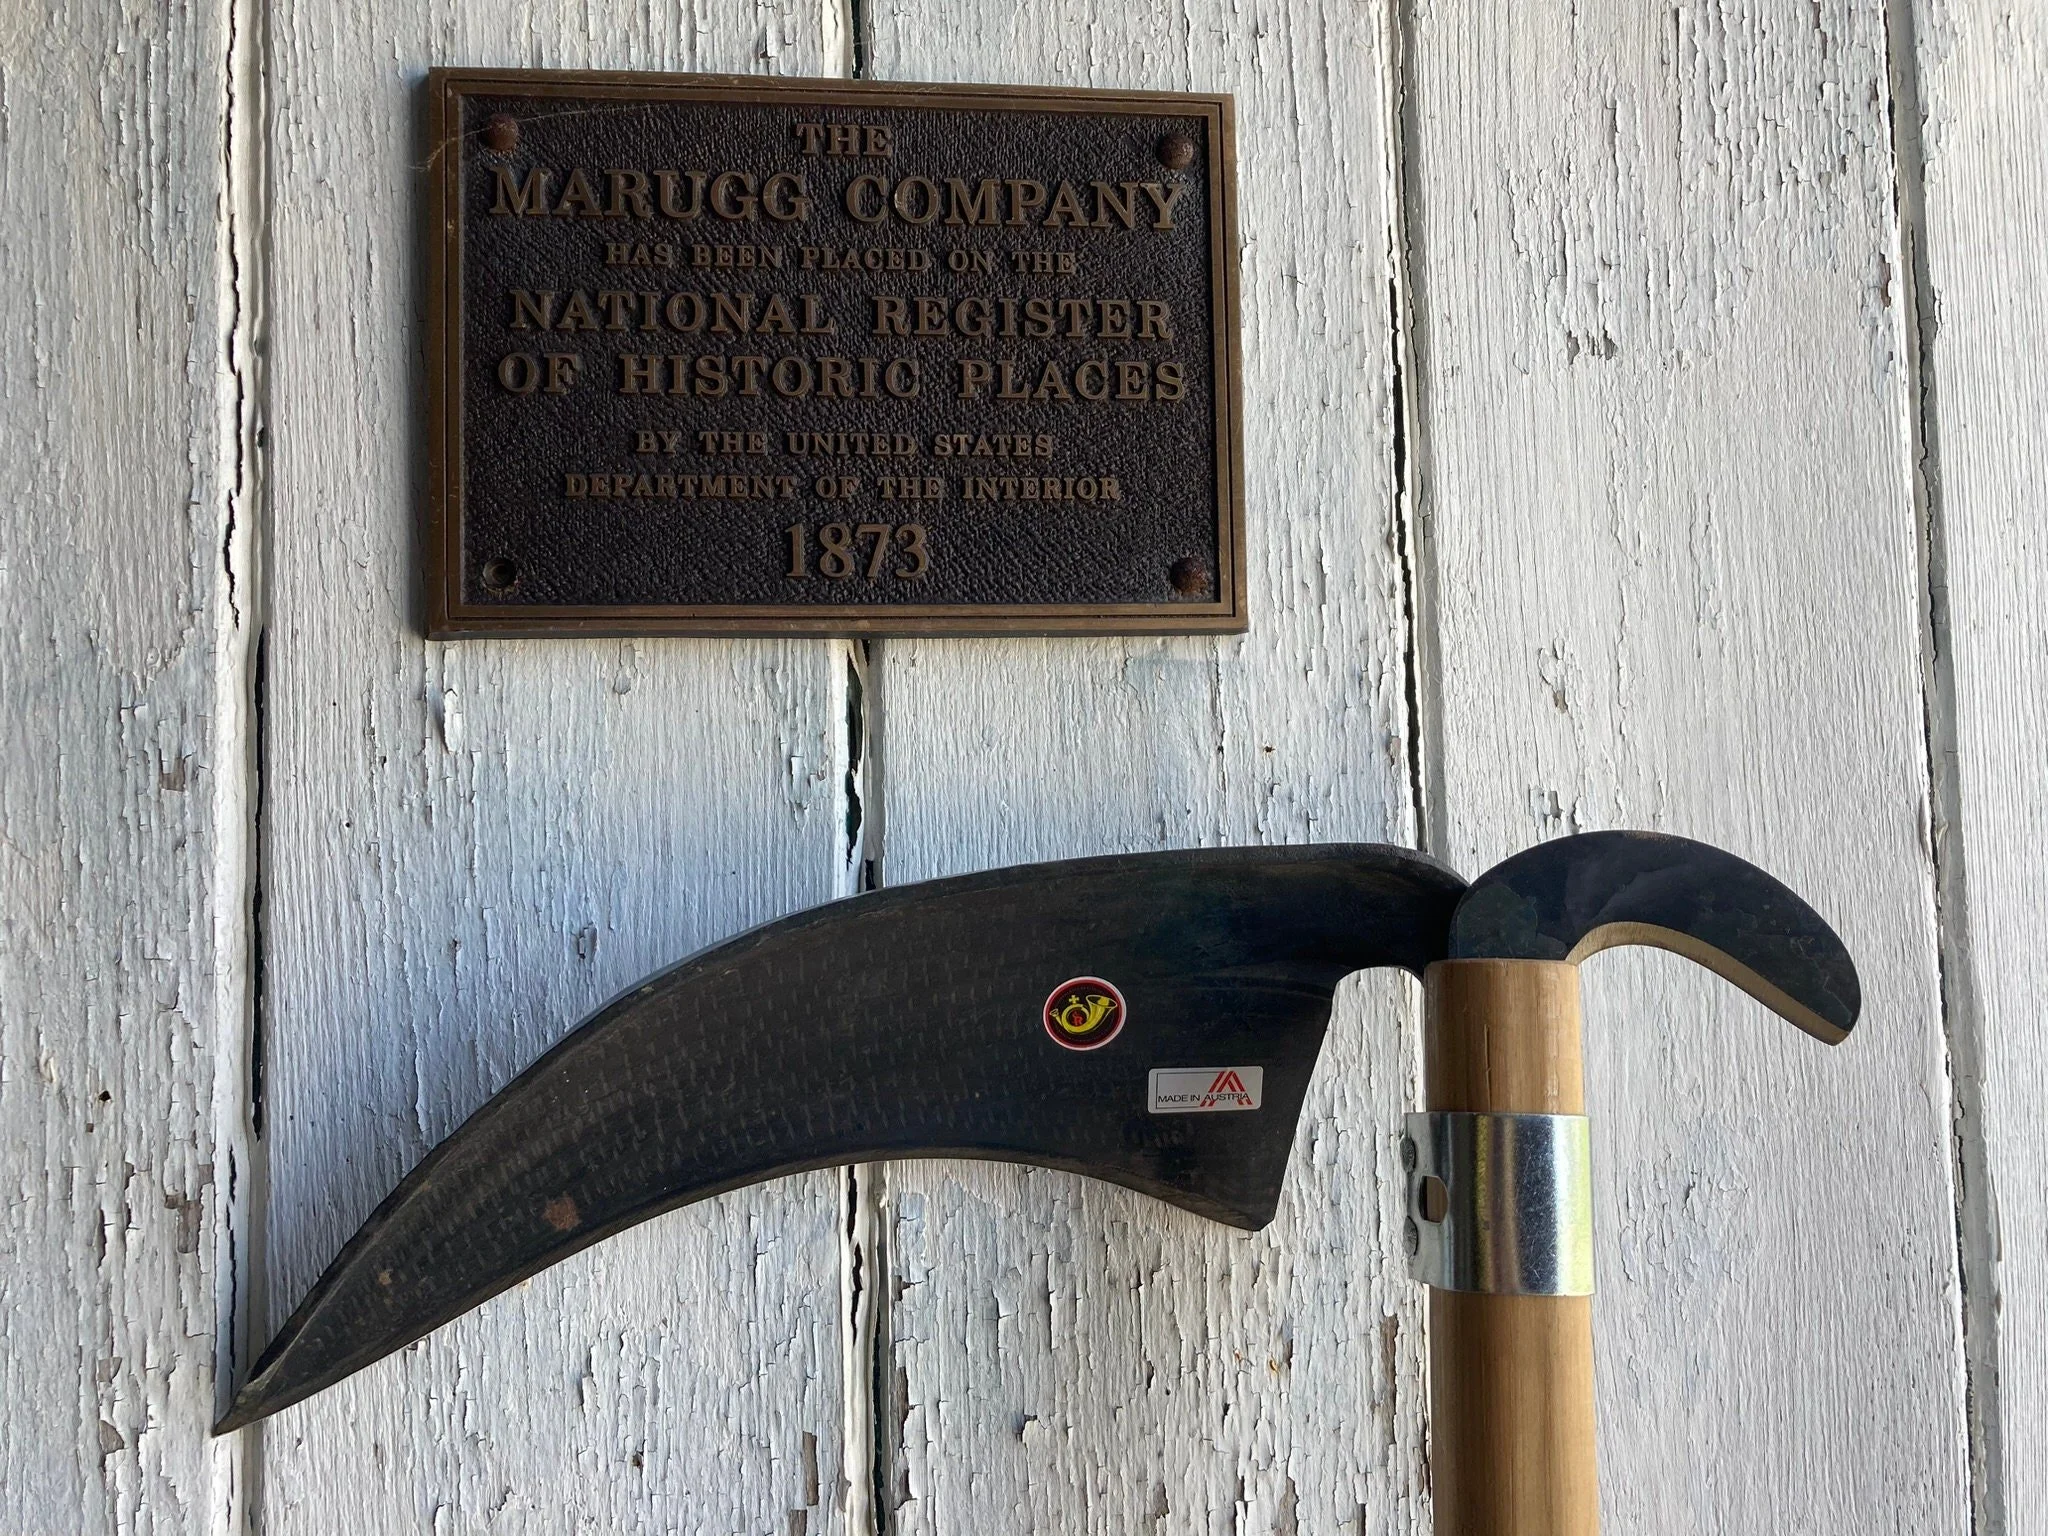 THE
MARUGG COMPANY
HAS BEEN PLACED ON THE
NATIONAL REGISTER
OF HISTORIC PLACES
BY THE UNITED STATES
DEPARTMENT OF THE INTERIOR
1873
MADE IN AUSTRIA